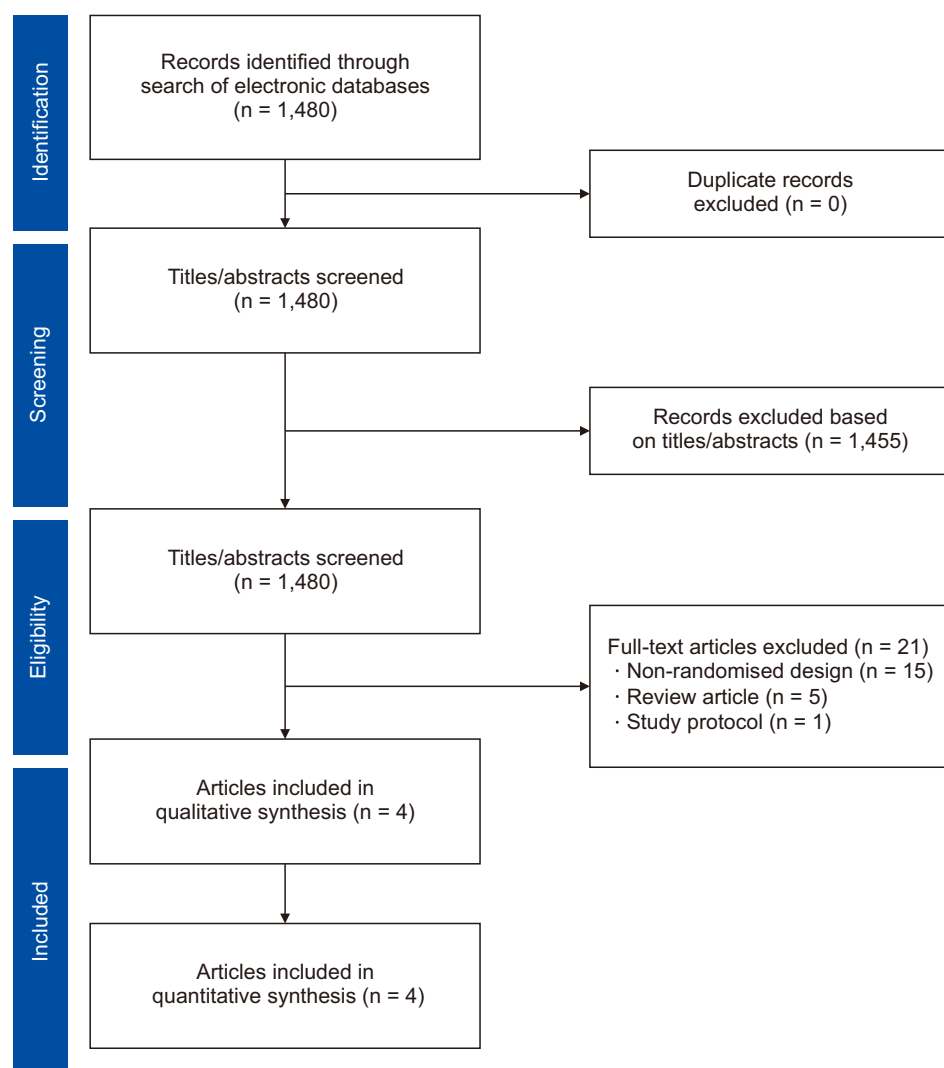 Identification
Records identified through
search of electronic databases
(n = 1,480)
Duplicate records
excluded (n = 0)
Screening
Titles/abstracts screened
(n = 1,480)
Records excluded based
on titles/abstracts (n = 1,455)
Eligibility
Titles/abstracts screened
(n = 1,480)
Full-text articles excluded (n = 21)
· Non-randomised design (n = 15)
· Review article (n = 5)
· Study protocol (n = 1)
Included
Articles included in
qualitative synthesis (n = 4)
Articles included in
quantitative synthesis (n = 4)